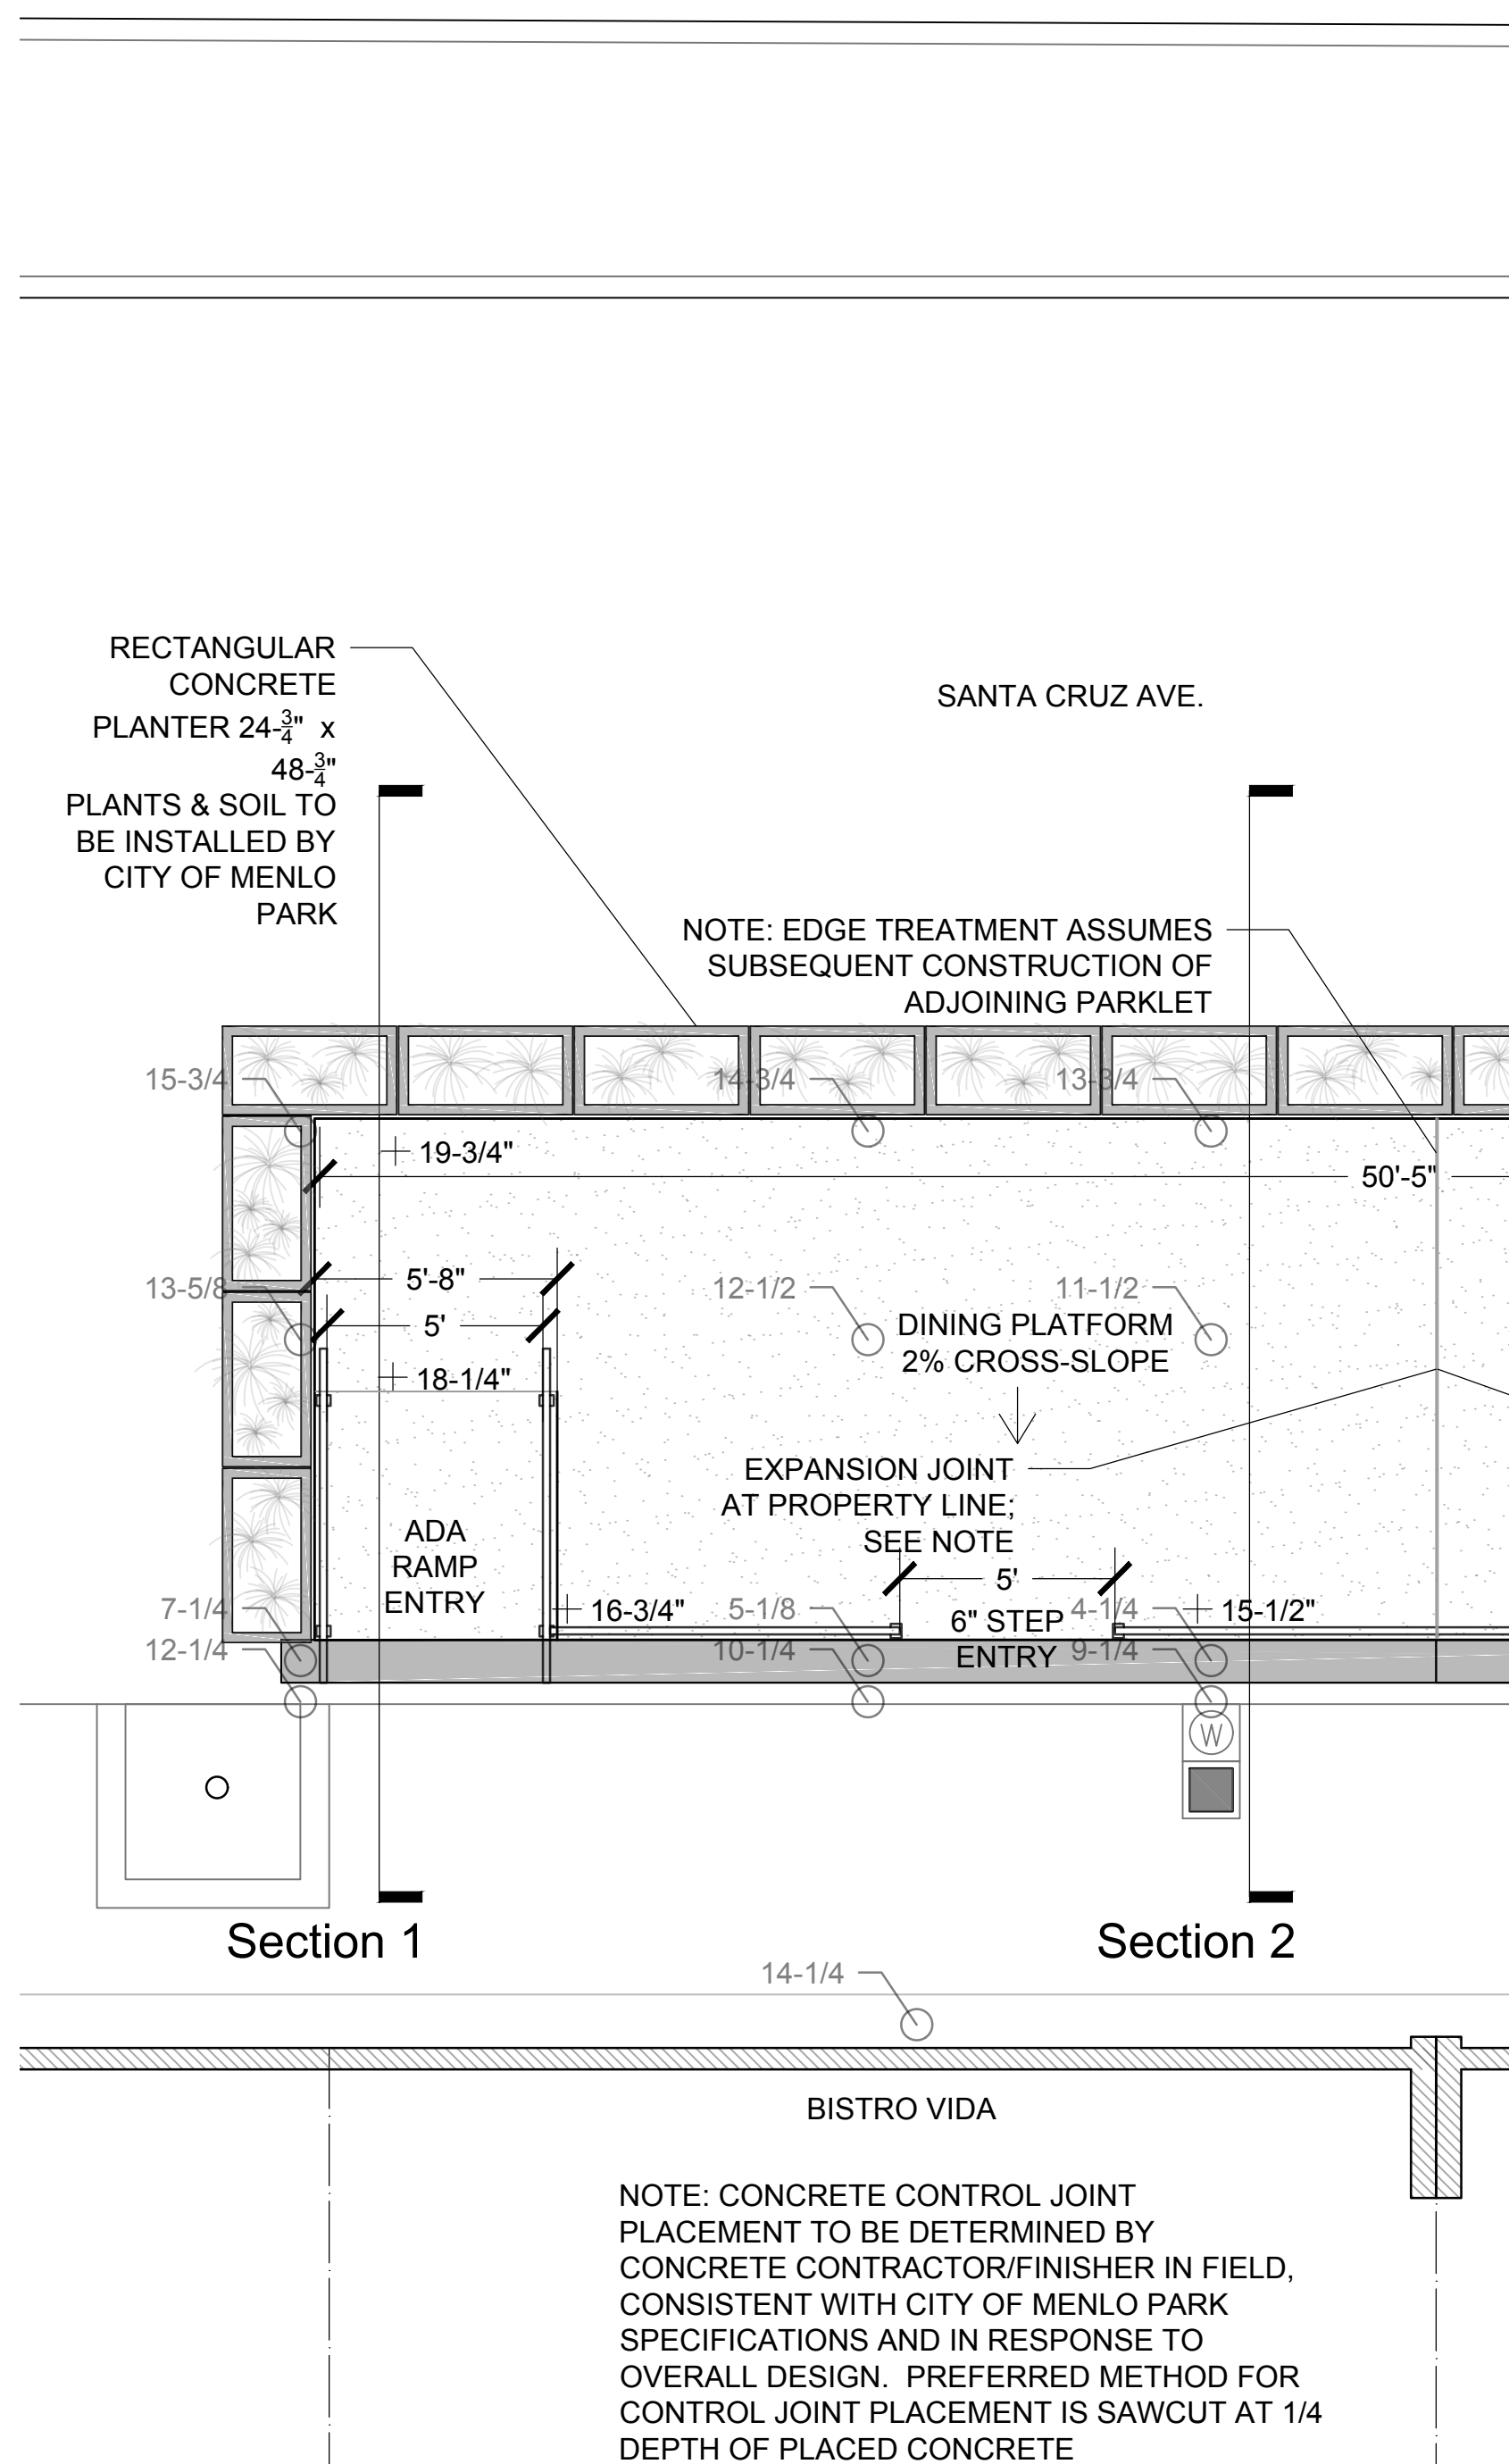 RECTANGULAR
CONCRETE
PLANTER 24-3/4" x
48-3/4"
PLANTS & SOIL TO
BE INSTALLED BY
CITY OF MENLO
PARK
SANTA CRUZ AVE.
NOTE: EDGE TREATMENT ASSUMES
SUBSEQUENT CONSTRUCTION OF
ADJOINING PARKLET
15-3/4
14-3/4
13-3/4
19-3/4"
50'-5"
5'-8"
13-5/8
12-1/2
11-1/2
5'
DINING PLATFORM
2% CROSS-SLOPE
18-1/4"
EXPANSION JOINT
AT PROPERTY LINE;
SEE NOTE
ADA
RAMP
ENTRY
5'
7-1/4
16-3/4"
5-1/8
6" STEP
ENTRY
4-1/4
15-1/2"
12-1/4
10-1/4
9-1/4
W
Section 1
Section 2
14-1/4
BISTRO VIDA
NOTE: CONCRETE CONTROL JOINT
PLACEMENT TO BE DETERMINED BY
CONCRETE CONTRACTOR/FINISHER IN FIELD,
CONSISTENT WITH CITY OF MENLO PARK
SPECIFICATIONS AND IN RESPONSE TO
OVERALL DESIGN.  PREFERRED METHOD FOR
CONTROL JOINT PLACEMENT IS SAWCUT AT 1/4
DEPTH OF PLACED CONCRETE